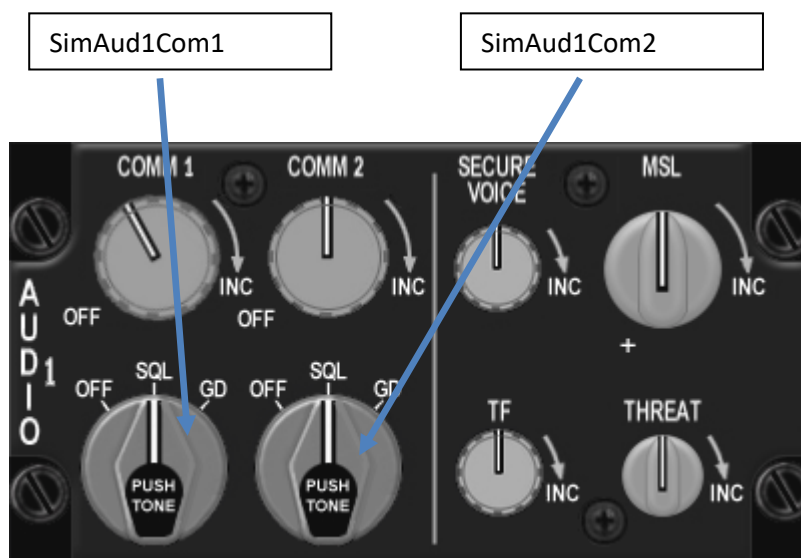 SimAud1Com1
SimAud1Com2
COMM 1
COMM 2
SECURE
VOICE
MSL
INC
INC
INC
INC
OFF
OFF
AUDIO
1
OFF
SQL
GD
OFF
SQL
GD
PUSH
TONE
PUSH
TONE
+
TF
INC
THREAT
INC